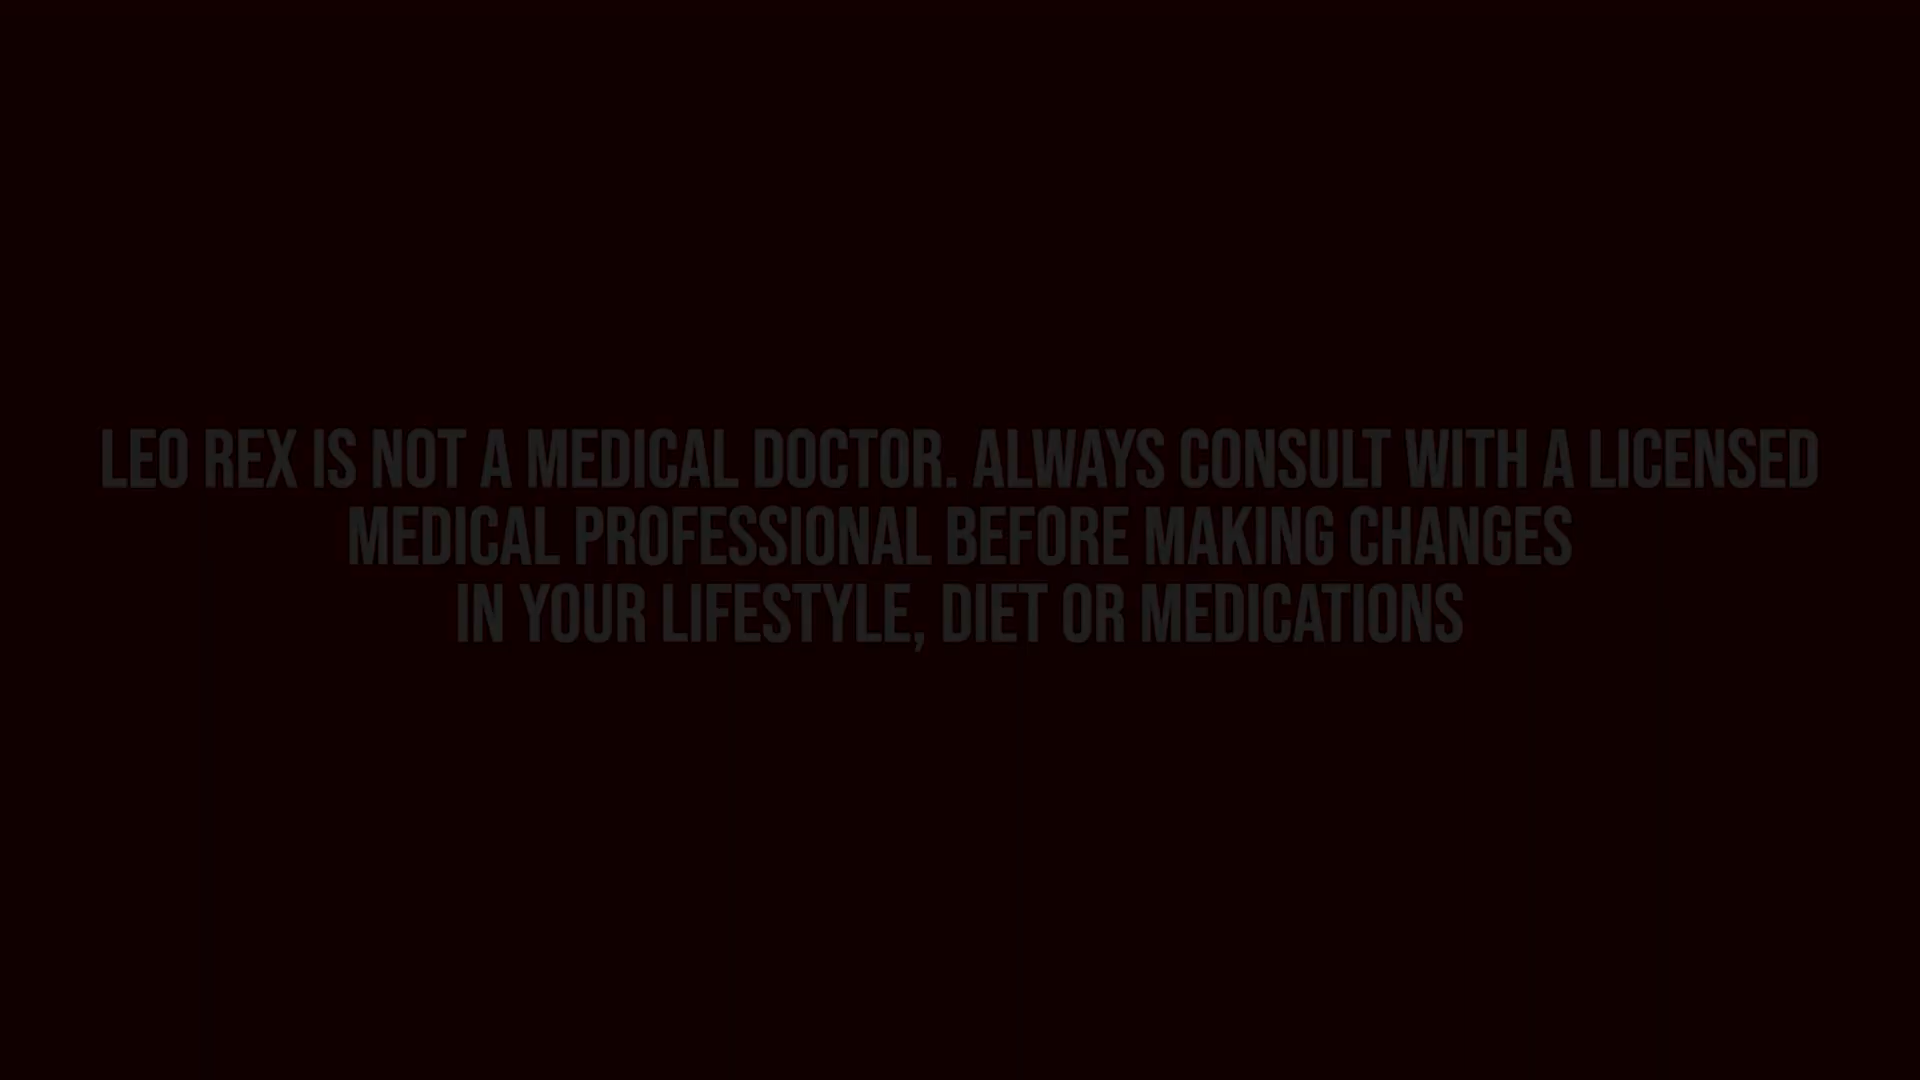 LEO REX IS NOT A MEDICAL DOCTOR. ALWAYS CONSULT WITH A LICENSED
MEDICAL PROFESSIONAL BEFORE MAKING CHANGES
IN YOUR LIFESTYLE, DIET OR MEDICATIONS